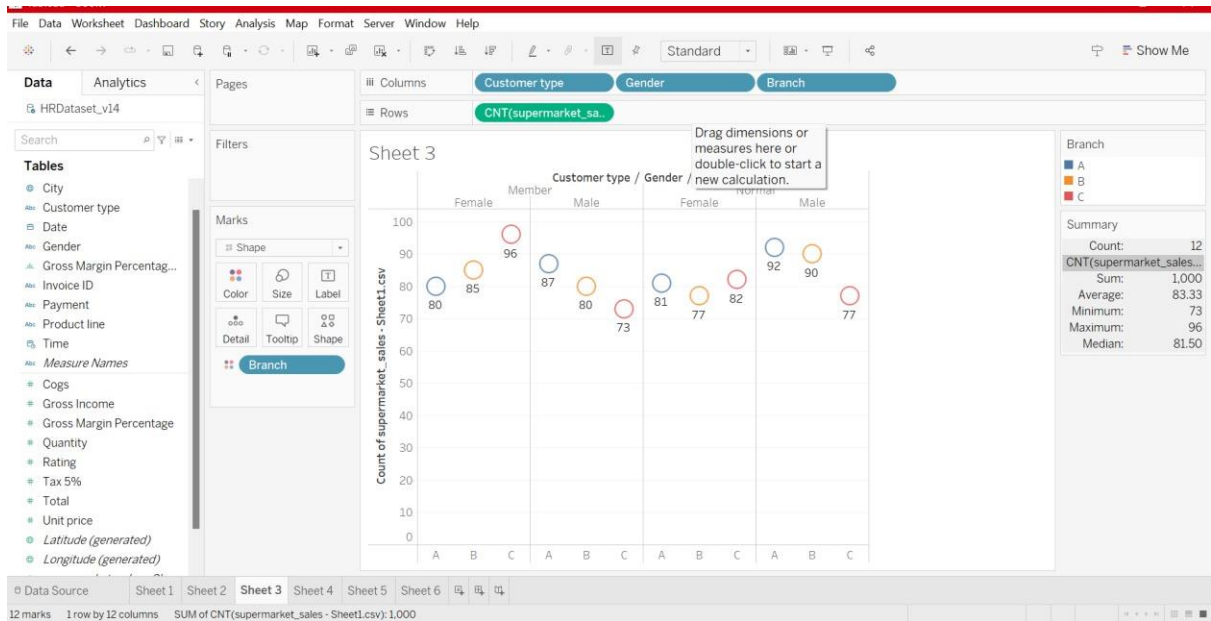 File Data Worksheet Dashboard Story Analysis Map Format Server Window Help
Standard
Show Me
Data Analytics
HRDataset_v14
Search
Tables
City
Abc Customer type
Date
Abc Gender
Gross Margin Percentag...
Abc Invoice ID
Abc Payment
Abc Product line
Time
Abc Measure Names
# Cogs
# Gross Income
# Gross Margin Percentage
# Quantity
# Rating
# Tax 5%
# Total
# Unit price
Latitude (generated)
Longitude (generated)
Pages
Filters
Marks
Shape
Color Size Label
Detail Tooltip Shape
Branch
Columns Customer type Gender Branch
Rows CNT(supermarket_sa..
Drag dimensions or
measures here or
double-click to start a
new calculation.
Sheet 3
Customer type / Gender /
Member Normal
Female Male Female Male
Count of supermarket_sales - Sheet1.csv
100
90
80
70
60
50
40
30
20
10
0
80 85 96 87 80 73 81 77 82 92 90 77
A B C A B C A B C A B C
Branch
A
B
C
Summary
Count: 12
CNT(supermarket_sales...
Sum: 1,000
Average: 83.33
Minimum: 73
Maximum: 96
Median: 81.50
Data Source Sheet 1 Sheet 2 Sheet 3 Sheet 4 Sheet 5 Sheet 6
12 marks 1 row by 12 columns SUM of CNT(supermarket_sales - Sheet1.csv): 1,000